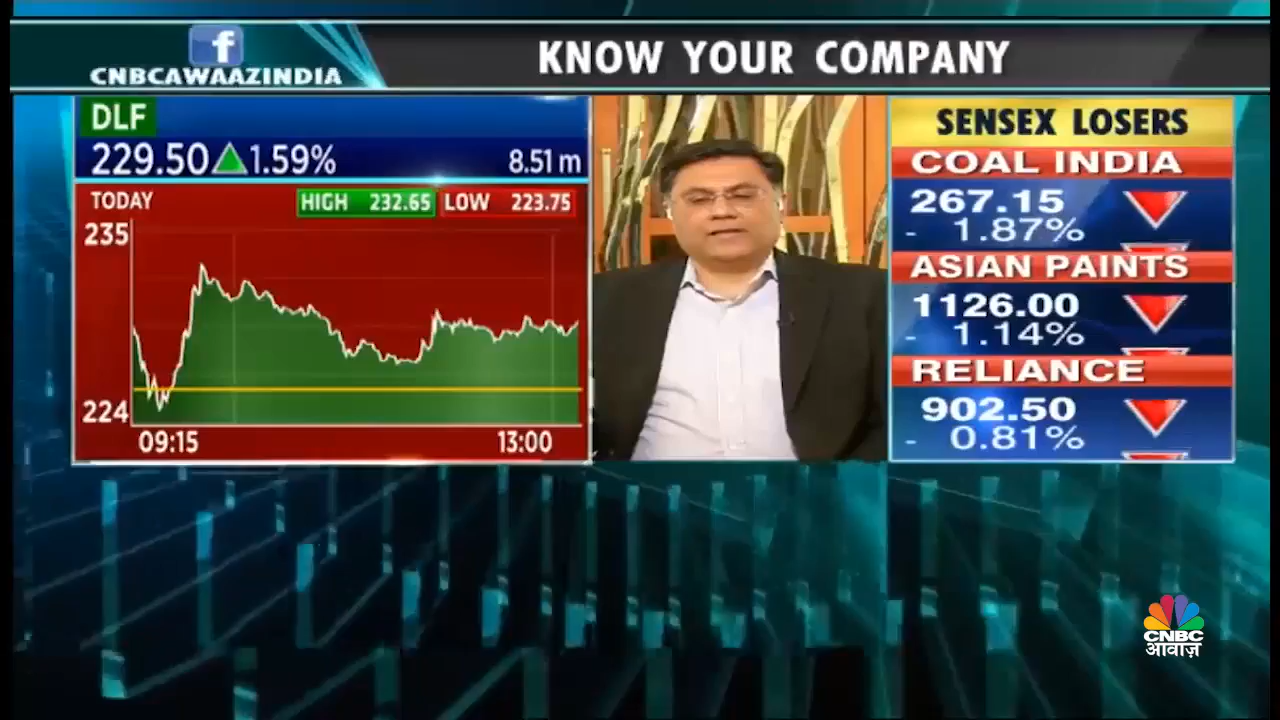 f
CNBCAWAAZINDIA
KNOW YOUR COMPANY
DLF
229.50 ▲ 1.59% 8.51 m
TODAY HIGH 232.65 LOW 223.75
235
224
09:15 13:00
SENSEX LOSERS
COAL INDIA
267.15
- 1.87%
ASIAN PAINTS
1126.00
- 1.14%
RELIANCE
902.50
- 0.81%
CNBC
आवाज़